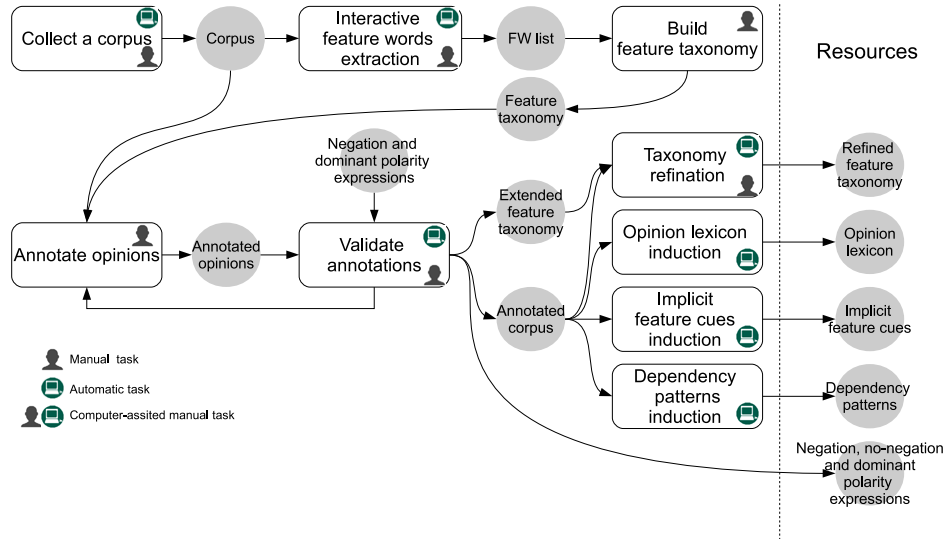 Collect a corpus
Corpus
Interactive
feature words
extraction
FW list
Build
feature taxonomy
Resources
Feature
taxonomy
Negation and
dominant polarity
expressions
Extended
feature
taxonomy
Taxonomy
refination
Refined
feature
taxonomy
Annotate opinions
Annotated
opinions
Validate
annotations
Opinion lexicon
induction
Opinion
lexicon
Annotated
corpus
Implicit
feature cues
induction
Implicit
feature cues
Dependency
patterns
induction
Dependency
patterns
Negation, no-negation
and dominant
polarity
expressions
Manual task
Automatic task
Computer-assited manual task